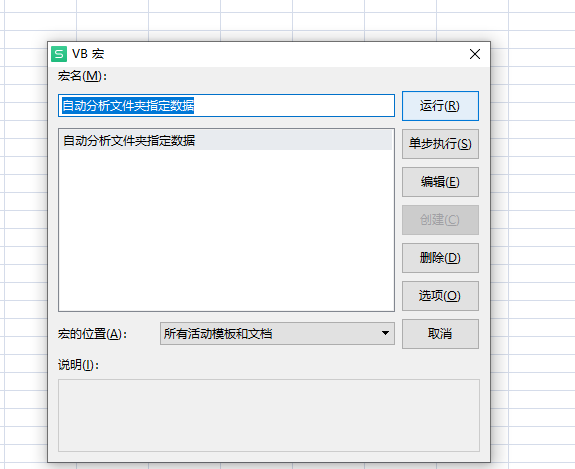 VB 宏
宏名(M):
自动分析文件夹指定数据
运行(R)
自动分析文件夹指定数据
单步执行(S)
编辑(E)
创建(C)
删除(D)
选项(O)
宏的位置(A):
所有活动模板和文档
取消
说明(I):